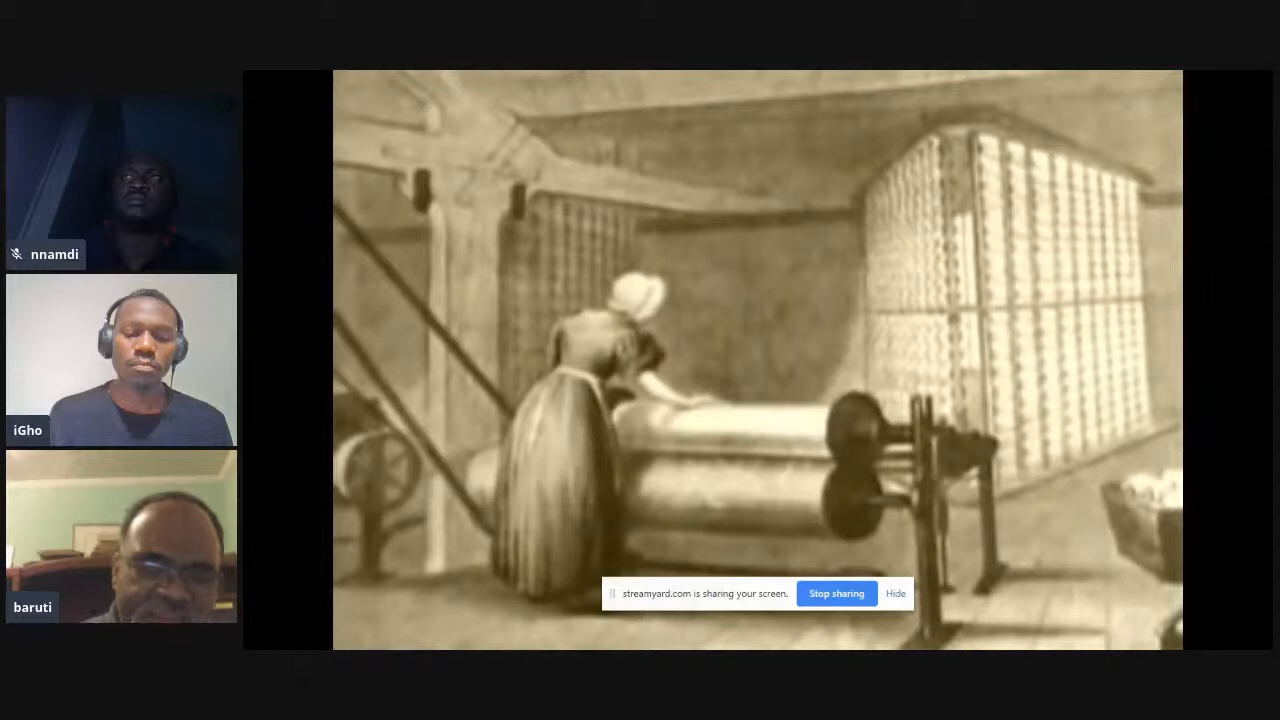 nnamdi
iGho
baruti
streamyard.com is sharing your screen. Stop sharing Hide